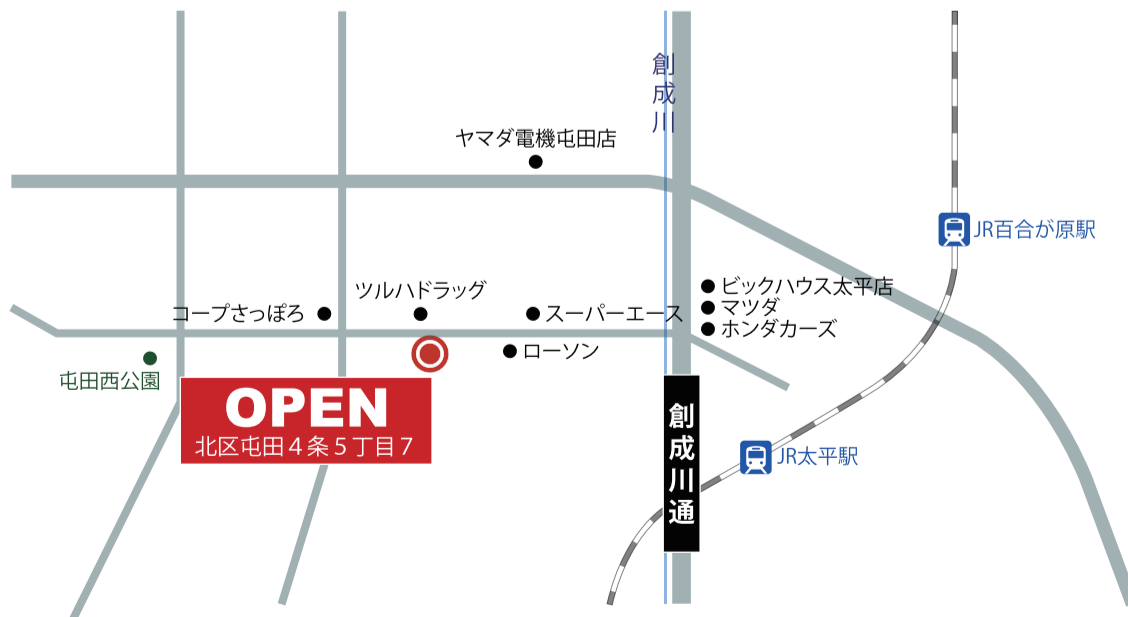 創成川
ヤマダ電機屯田店
JR百合が原駅
ビックハウス太平店
ツルハドラッグ
コープさっぽろ
スーパーエース
マツダ
ホンダカーズ
ローソン
屯田西公園
OPEN
北区屯田4条5丁目7
創成川通
JR太平駅